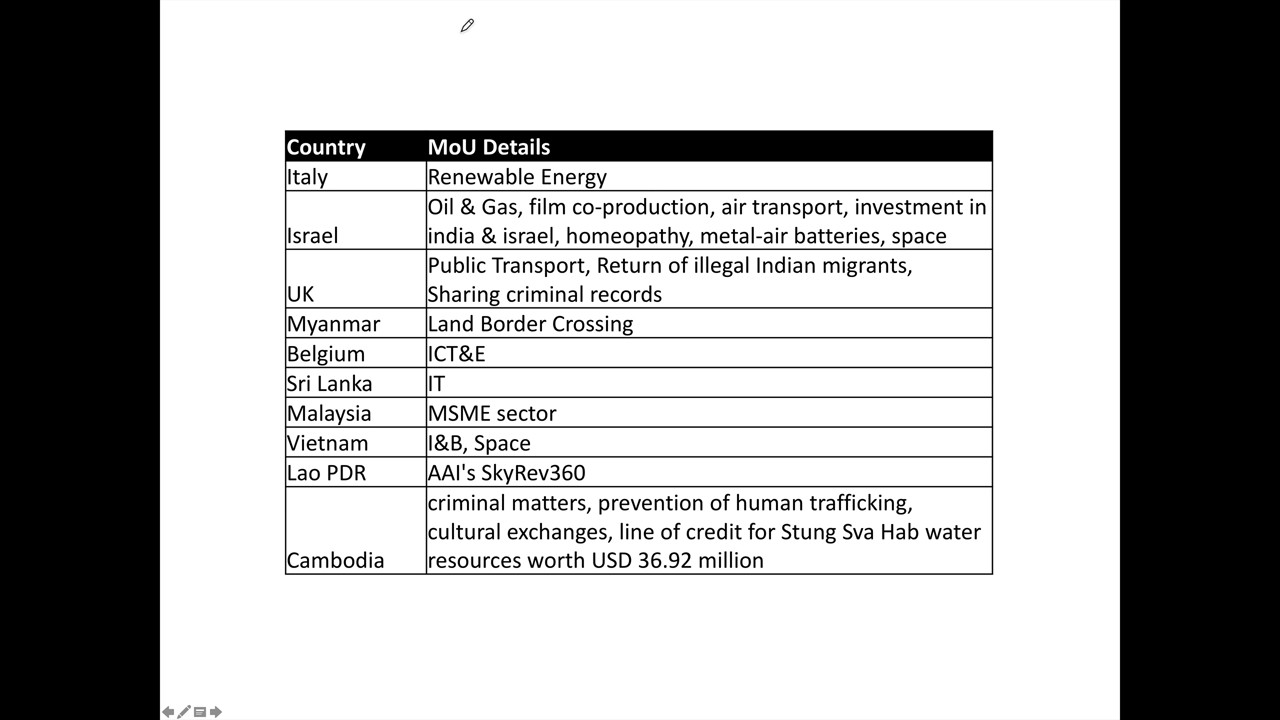 Country MoU Details
Italy Renewable Energy
Oil & Gas, film co-production, air transport, investment in
Israel india & israel, homeopathy, metal-air batteries, space
Public Transport, Return of illegal Indian migrants,
UK Sharing criminal records
Myanmar Land Border Crossing
Belgium ICT&E
Sri Lanka IT
Malaysia MSME sector
Vietnam I&B, Space
Lao PDR AAI's SkyRev360
criminal matters, prevention of human trafficking,
cultural exchanges, line of credit for Stung Sva Hab water
Cambodia resources worth USD 36.92 million